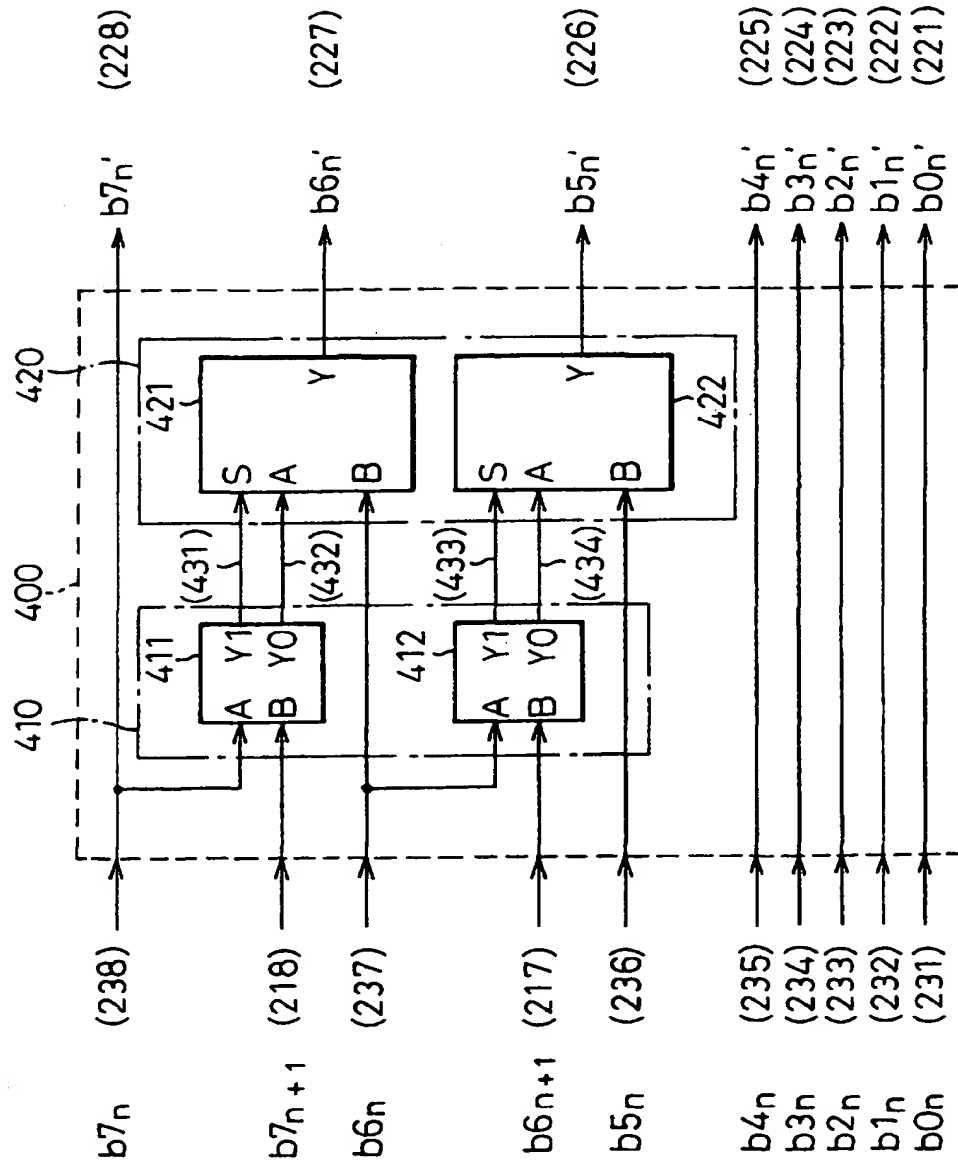 b7n (238) b7n' (228)
400
410
420
411
A Y1
B Y0
b7n+1 (218)
(431)
(432)
421
S
A Y
B
b6n' (227)
b6n (237)
412
A Y1
B Y0
b6n+1 (217)
(433)
(434)
S
A Y
B
422
b5n' (226)
b5n (236)
b4n (235) b4n' (225)
b3n (234) b3n' (224)
b2n (233) b2n' (223)
b1n (232) b1n' (222)
b0n (231) b0n' (221)